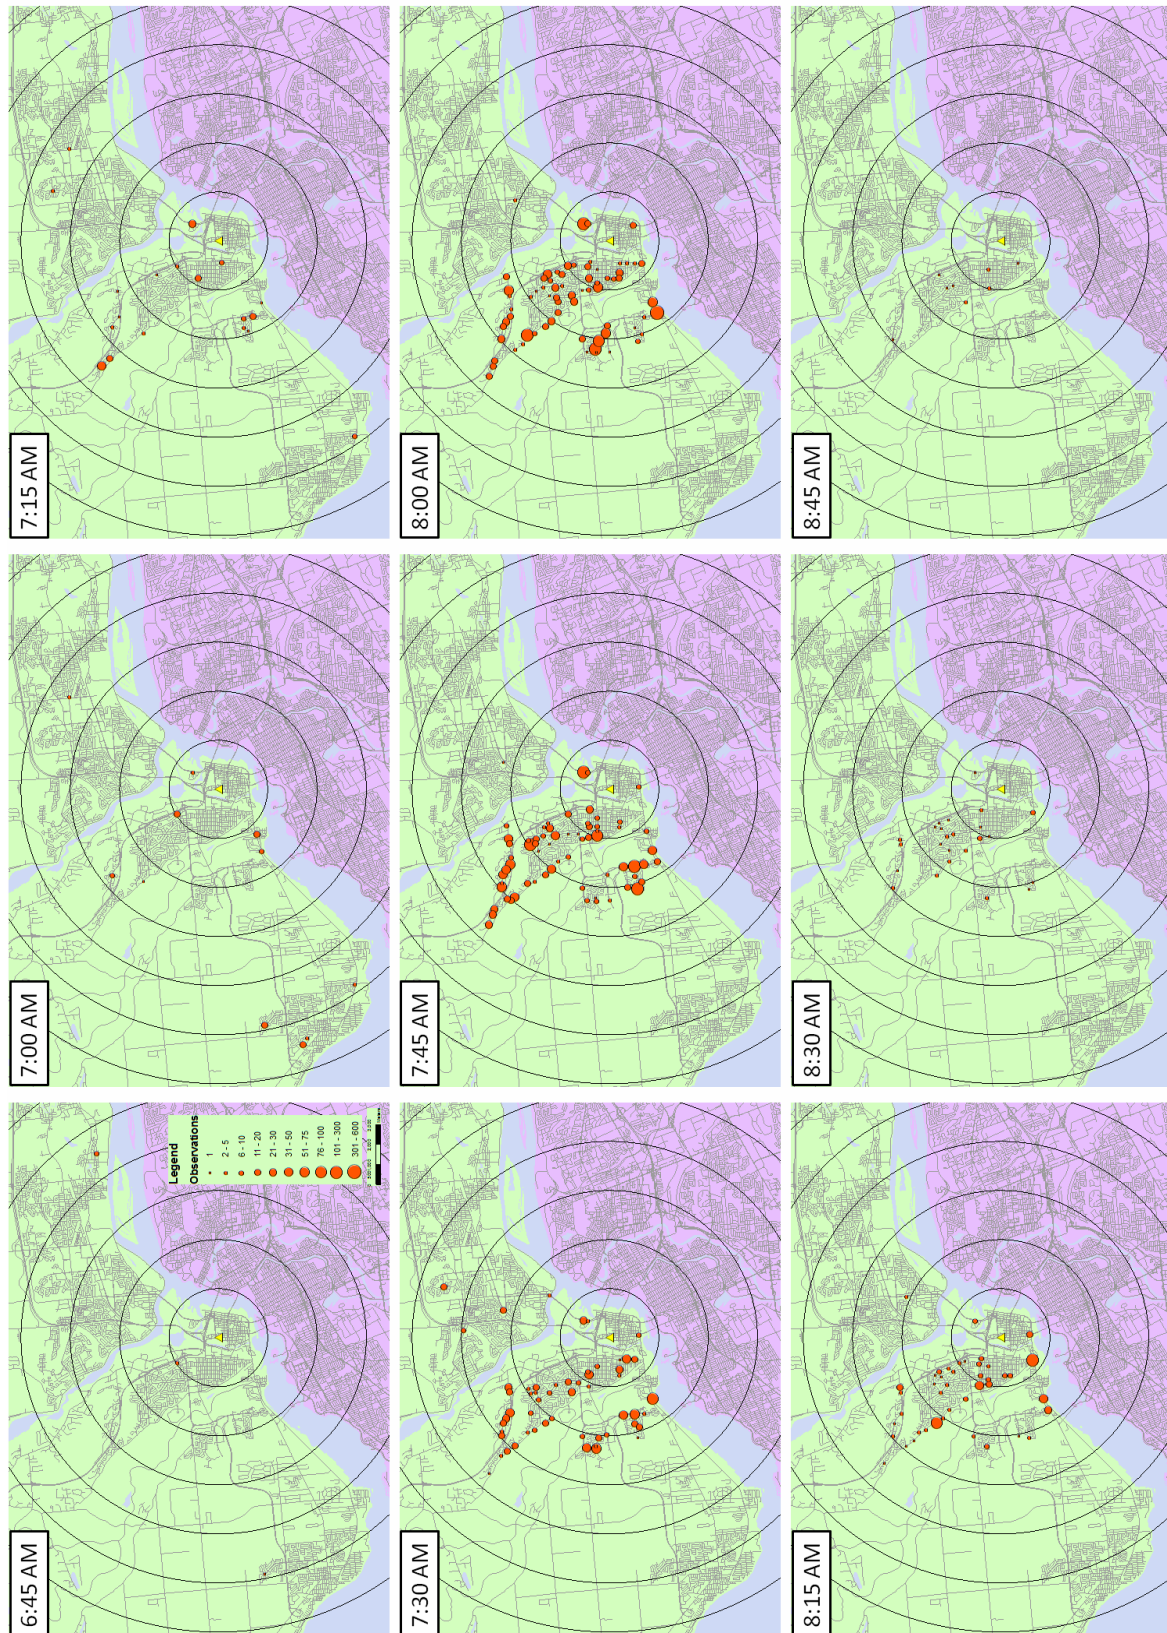 6:45 AM
Legend
Observations
1
2 - 5
6 - 10
11 - 20
21 - 30
31 - 50
51 - 75
76 - 100
101 - 300
301 - 600
7:00 AM
7:15 AM
7:30 AM
7:45 AM
8:00 AM
8:15 AM
8:30 AM
8:45 AM